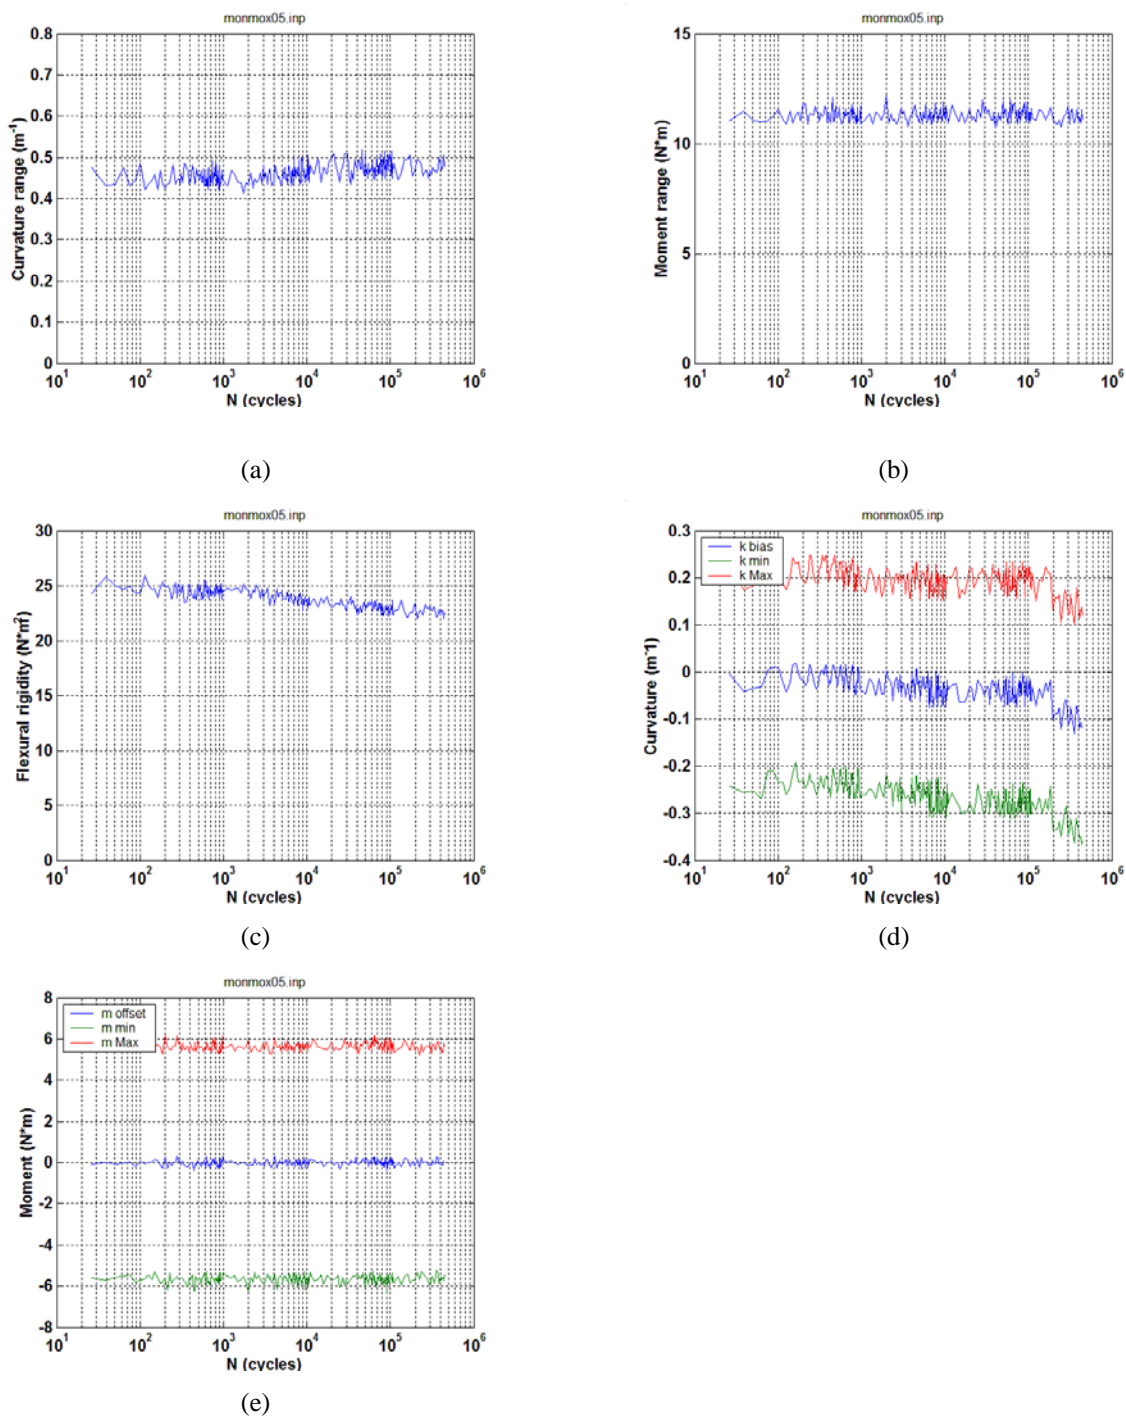 monmox05.inp
Curvature range (m⁻¹)
0.8
0.7
0.6
0.5
0.4
0.3
0.2
0.1
0
10¹ 10² 10³ 10⁴ 10⁵ 10⁶
N (cycles)
(a)
monmox05.inp
Moment range (N*m)
15
10
5
0
10¹ 10² 10³ 10⁴ 10⁵ 10⁶
N (cycles)
(b)
monmox05.inp
Flexural rigidity (N*m²)
30
25
20
15
10
5
0
10¹ 10² 10³ 10⁴ 10⁵ 10⁶
N (cycles)
(c)
monmox05.inp
k bias
k min
k Max
Curvature (m⁻1)
0.3
0.2
0.1
0
-0.1
-0.2
-0.3
-0.4
10¹ 10² 10³ 10⁴ 10⁵ 10⁶
N (cycles)
(d)
monmox05.inp
m offset
m min
m Max
Moment (N*m)
8
6
4
2
0
-2
-4
-6
-8
10¹ 10² 10³ 10⁴ 10⁵ 10⁶
N (cycles)
(e)